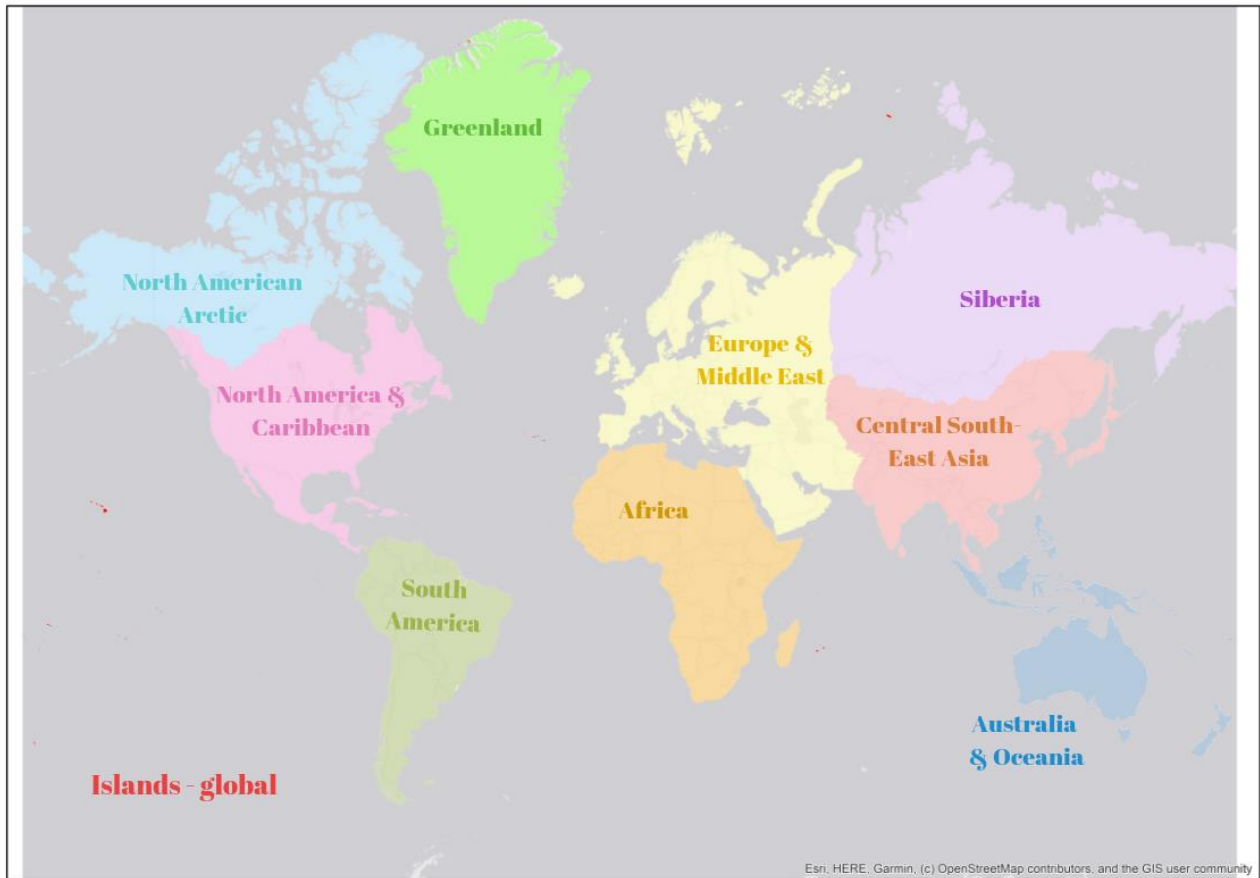 Greenland
North American
Arctic
Siberia
Europe &
Middle East
North America &
Caribbean
Central South-
East Asia
Africa
South
America
Australia
& Oceania
Islands - global
Esri, HERE, Garmin, (c) OpenStreetMap contributors, and the GIS user community